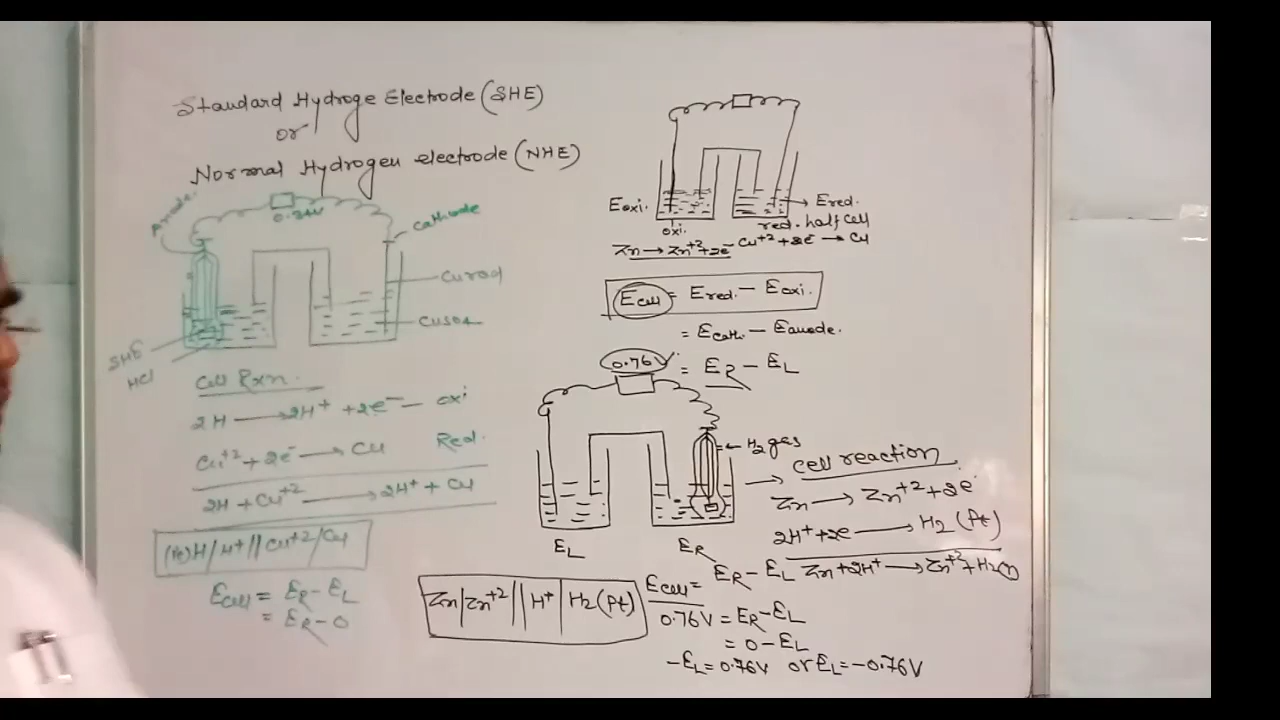 Standard Hydroge Electrode (SHE)
or
Normal Hydrogen electrode (NHE)
Anode.
0.34V
cathode
Cu rod
CuSO4
SHE
HCl
Cell Rxn.
2H ⟶ 2H⁺ + 2e⁻ — oxi
Cu⁺² + 2e⁻ ⟶ Cu Red.
2H + Cu⁺² ⟶ 2H⁺ + Cu
(Pt) H / H⁺ // Cu⁺² / Cu
Ecell = ER − EL
= ER − 0
Eoxi.
oxi.
Ered.
red. half cell
Zn → Zn⁺² + 2e⁻
Cu⁺² + 2e⁻ → Cu
Ecell = Ered. − Eoxi.
= Ecath. − Eanode.
= ER − EL
0.76V
H2 gas
EL
ER
→ Cell reaction
Zn ⟶ Zn⁺² + 2e⁻
2H⁺ + 2e ⟶ H2 (Pt)
Zn + 2H⁺ ⟶ Zn⁺² + H2
Zn | Zn⁺² || H⁺ | H2 (Pt)
Ecell = ER − EL
0.76V = ER − EL
= 0 − EL
−EL = 0.76V or EL = −0.76V